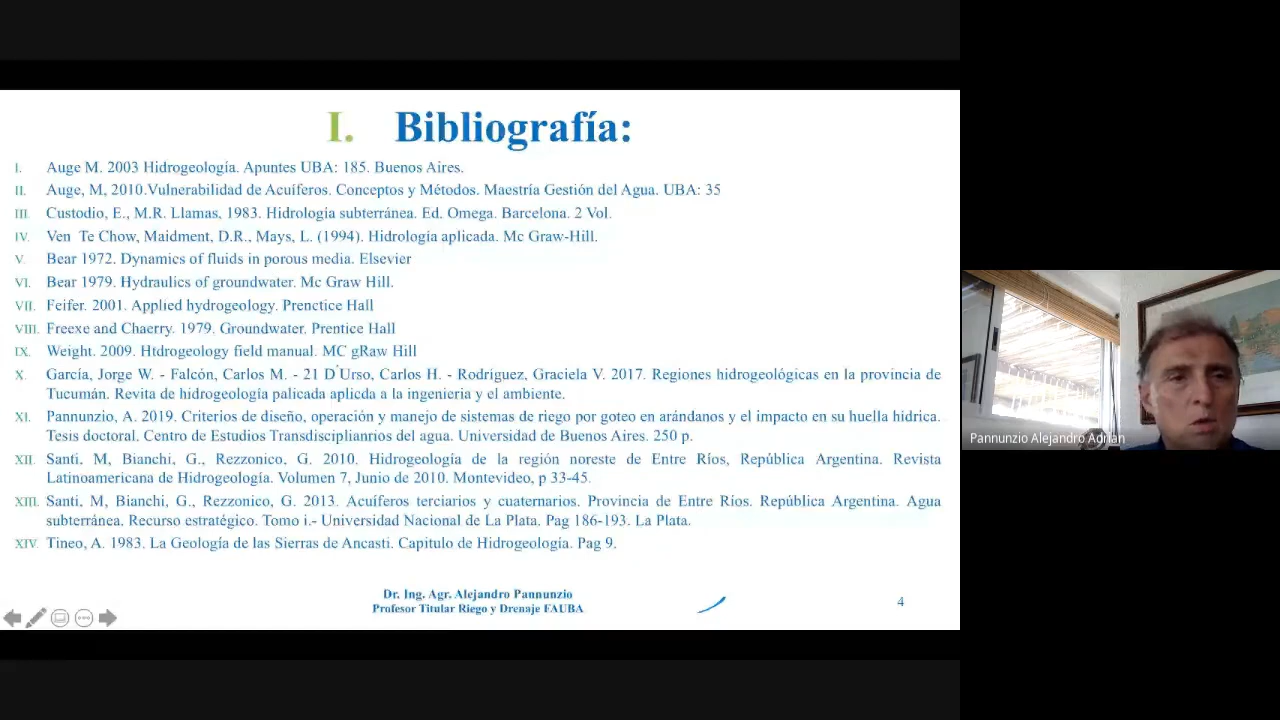 I. Bibliografía:
I. Auge M. 2003 Hidrogeología. Apuntes UBA: 185. Buenos Aires.
II. Auge, M, 2010.Vulnerabilidad de Acuíferos. Conceptos y Métodos. Maestría Gestión del Agua. UBA: 35
III. Custodio, E., M.R. Llamas, 1983. Hidrología subterránea. Ed. Omega. Barcelona. 2 Vol.
IV. Ven Te Chow, Maidment, D.R., Mays, L. (1994). Hidrología aplicada. Mc Graw-Hill.
V. Bear 1972. Dynamics of fluids in porous media. Elsevier
VI. Bear 1979. Hydraulics of groundwater. Mc Graw Hill.
VII. Feifer. 2001. Applied hydrogeology. Prenctice Hall
VIII. Freexe and Chaerry. 1979. Groundwater. Prentice Hall
IX. Weight. 2009. Htdrogeology field manual. MC gRaw Hill
X. García, Jorge W. - Falcón, Carlos M. - 21 D´Urso, Carlos H. - Rodríguez, Graciela V. 2017. Regiones hidrogeológicas en la provincia de
Tucumán. Revita de hidrogeología palicada aplicda a la ingenieria y el ambiente.
XI. Pannunzio, A. 2019. Criterios de diseño, operación y manejo de sistemas de riego por goteo en arándanos y el impacto en su huella hídrica.
Tesis doctoral. Centro de Estudios Transdisciplianrios del agua. Universidad de Buenos Aires. 250 p.
XII. Santi, M, Bianchi, G., Rezzonico, G. 2010. Hidrogeología de la región noreste de Entre Ríos, República Argentina. Revista
Latinoamericana de Hidrogeología. Volumen 7, Junio de 2010. Montevideo, p 33-45.
XIII. Santi, M, Bianchi, G., Rezzonico, G. 2013. Acuíferos terciarios y cuaternarios. Provincia de Entre Ríos. República Argentina. Agua
subterránea. Recurso estratégico. Tomo i.- Universidad Nacional de La Plata. Pag 186-193. La Plata.
XIV. Tineo, A. 1983. La Geología de las Sierras de Ancasti. Capitulo de Hidrogeología. Pag 9.
Dr. Ing. Agr. Alejandro Pannunzio
Profesor Titular Riego y Drenaje FAUBA
4
Pannunzio Alejandro Adrian